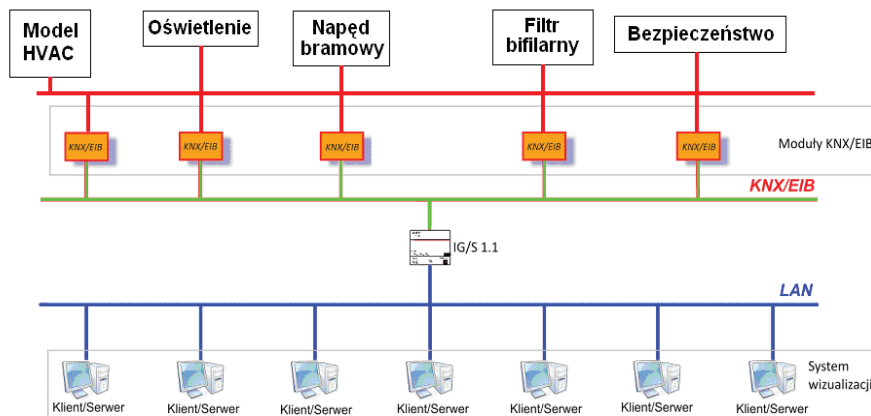 Model
HVAC
Oświetlenie
Napęd
bramowy
Filtr
bifilarny
Bezpieczeństwo
KNX/EIB
KNX/EIB
KNX/EIB
KNX/EIB
KNX/EIB
Moduły KNX/EIB
KNX/EIB
IG/S 1.1
LAN
Klient/Serwer
Klient/Serwer
Klient/Serwer
Klient/Serwer
Klient/Serwer
Klient/Serwer
Klient/Serwer
System
wizualizacji